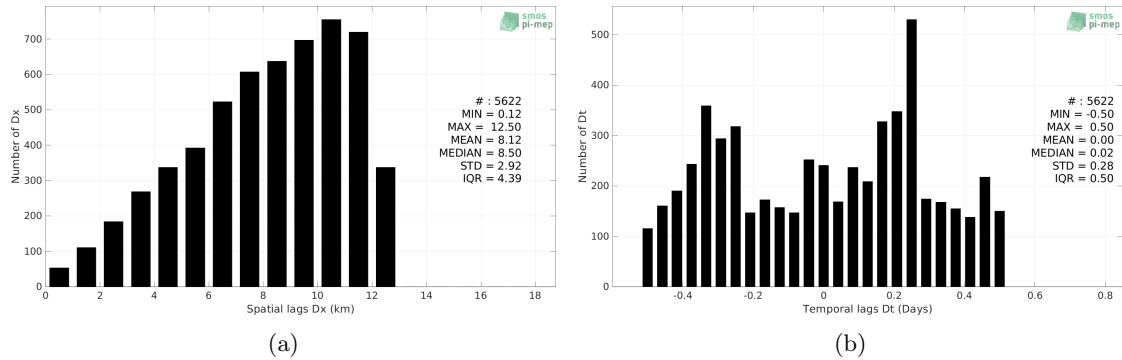 smos
pi-mep
700
600
500
400
300
200
100
0
Number of Dx
# : 5622
MIN = 0.12
MAX = 12.50
MEAN = 8.12
MEDIAN = 8.50
STD = 2.92
IQR = 4.39
0 2 4 6 8 10 12 14 16 18
Spatial lags Dx (km)
(a)
smos
pi-mep
500
400
300
200
100
0
Number of Dt
# : 5622
MIN = -0.50
MAX = 0.50
MEAN = 0.00
MEDIAN = 0.02
STD = 0.28
IQR = 0.50
-0.4 -0.2 0 0.2 0.4 0.6 0.8
Temporal lags Dt (Days)
(b)